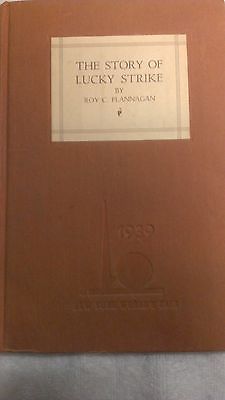 THE STORY OF
LUCKY STRIKE
BY
ROY C. FLANNAGAN
1939
NEW YORK WORLD'S FAIR